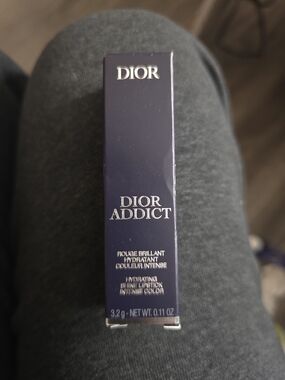 DIOR
DIOR
ADDICT
ROUGE BRILLANT
HYDRATANT
COULEUR INTENSE
HYDRATING
SHINE LIPSTICK
INTENSE COLOR
3.2 g - NET WT. 0.11 OZ